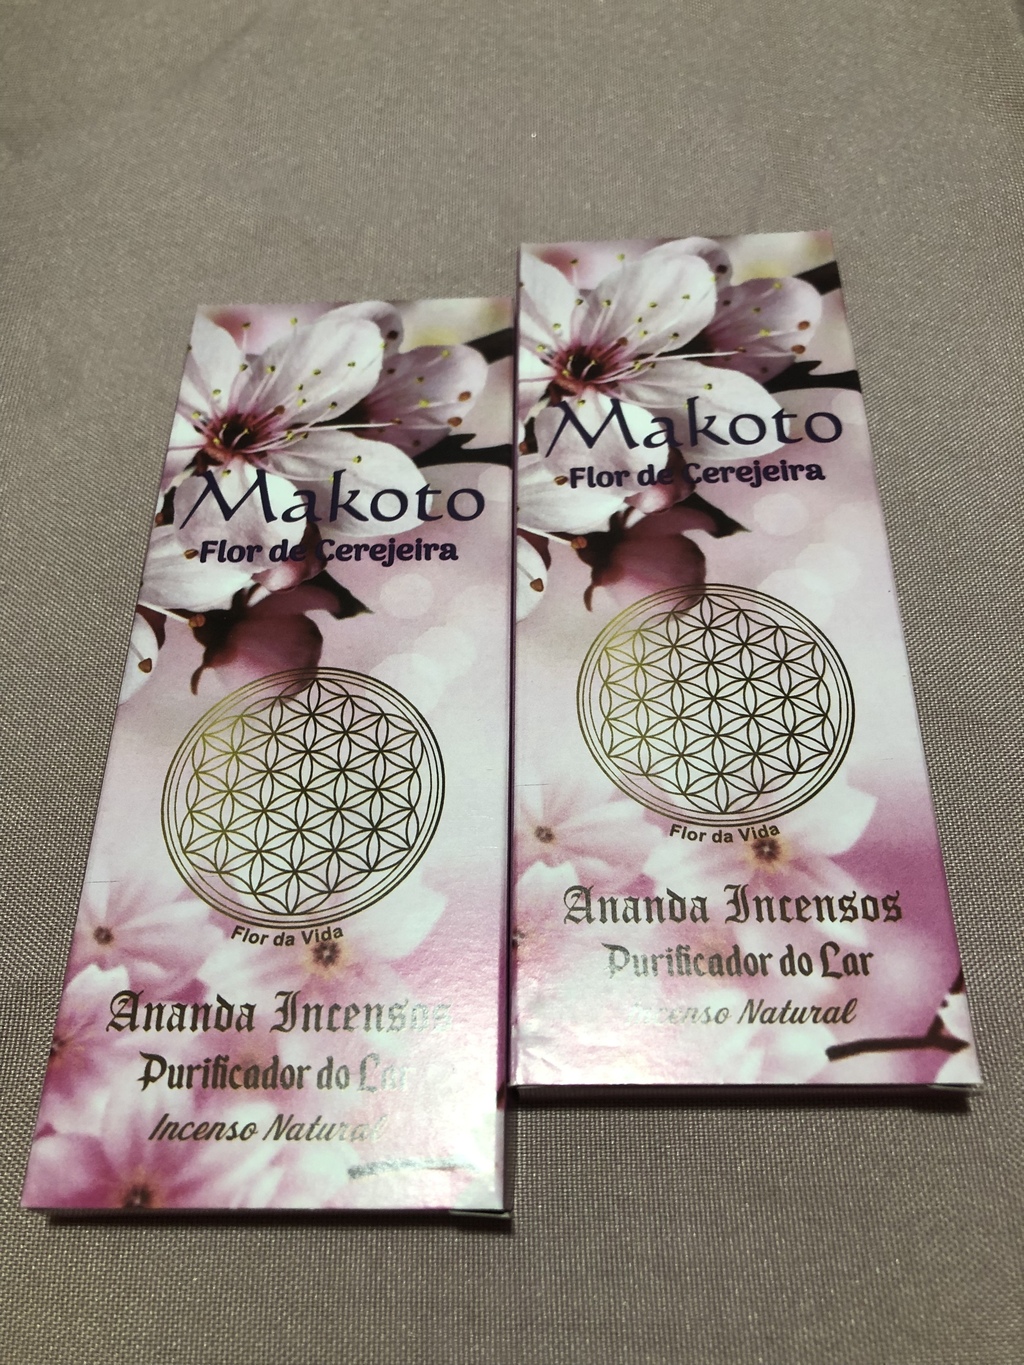 Makoto
Flor de Cerejeira
Flor da Vida
Ananda Incensos
Purificador do Lar
Incenso Natural
Makoto
Flor de Cerejeira
Flor da Vida
Ananda Incensos
Purificador do Lar
Incenso Natural